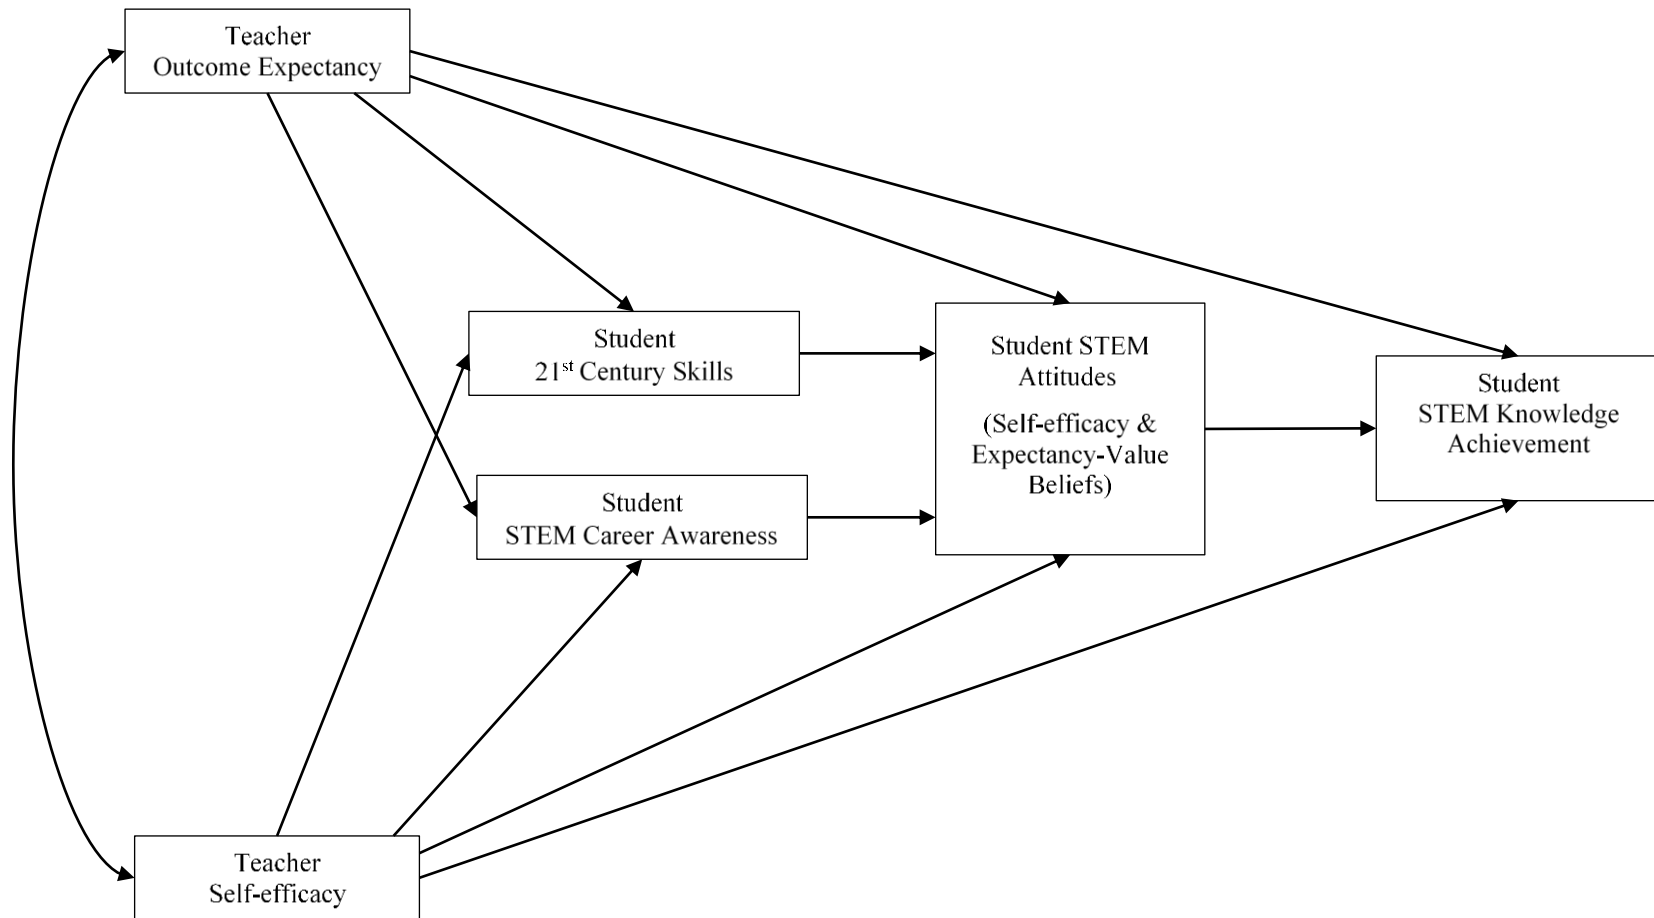 Teacher
Outcome Expectancy
Student
21st Century Skills
Student STEM
Attitudes
(Self-efficacy &
Expectancy-Value
Beliefs)
Student
STEM Knowledge
Achievement
Student
STEM Career Awareness
Teacher
Self-efficacy